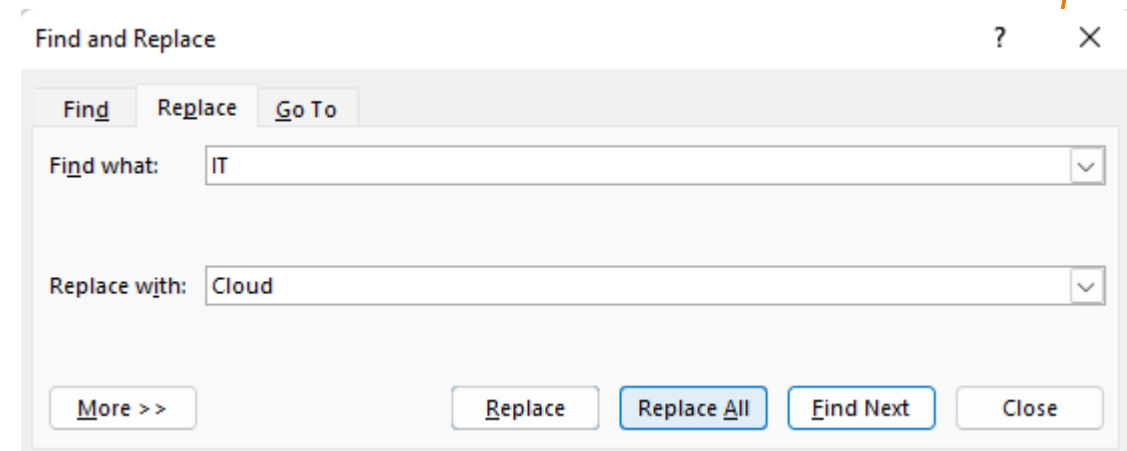 Find and Replace ?
Find Replace Go To
Find what: IT
Replace with: Cloud
More >> Replace Replace All Find Next Close